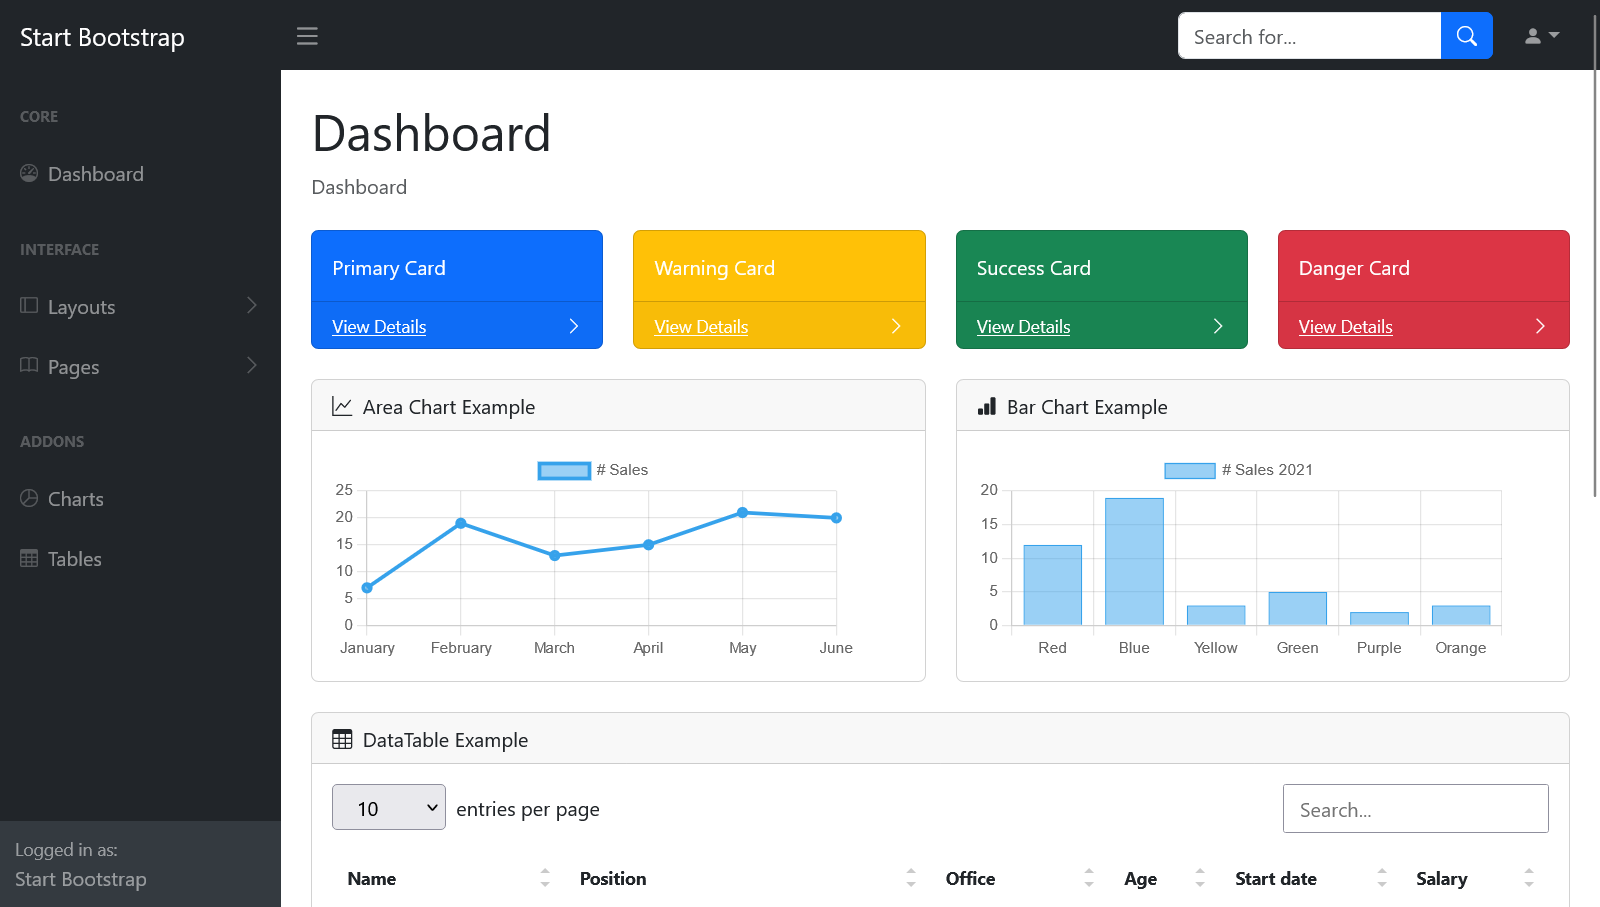 Start Bootstrap
Search for...
CORE
Dashboard
INTERFACE
Layouts
Pages
ADDONS
Charts
Tables
Logged in as:
Start Bootstrap
Dashboard
Dashboard
Primary Card
View Details
Warning Card
View Details
Success Card
View Details
Danger Card
View Details
Area Chart Example
# Sales
25
20
15
10
5
0
January February March April May June
Bar Chart Example
# Sales 2021
20
15
10
5
0
Red Blue Yellow Green Purple Orange
DataTable Example
10 entries per page
Search...
Name Position Office Age Start date Salary